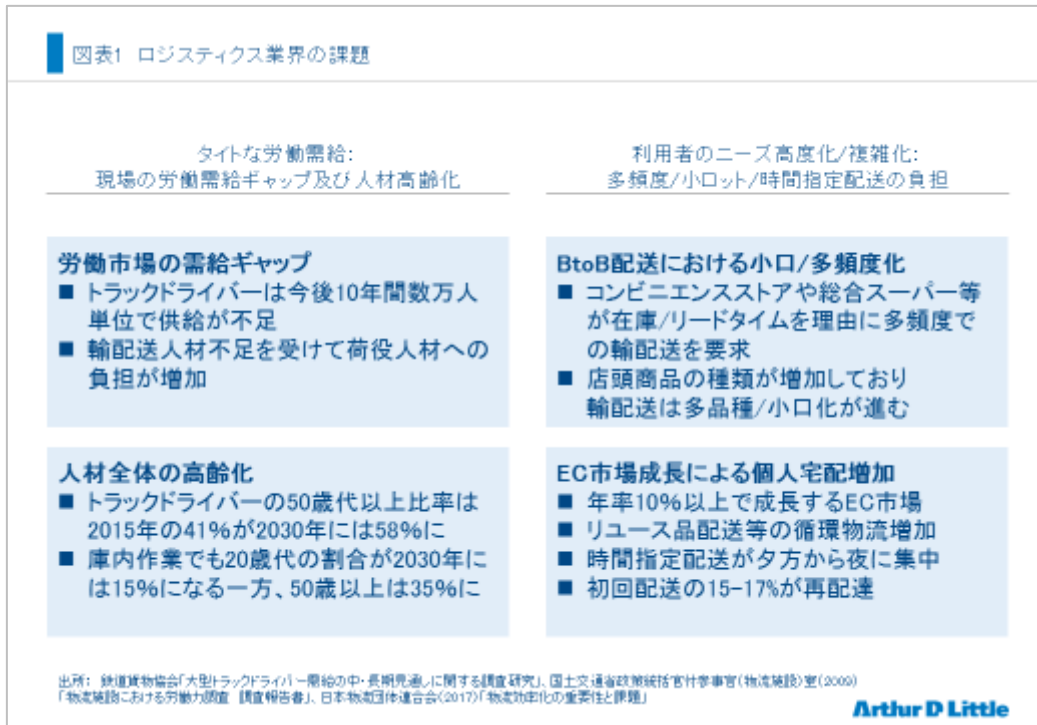 図表1 ロジスティクス業界の課題
タイトな労働需給:
現場の労働需給ギャップ及び人材高齢化
労働市場の需給ギャップ
■ トラックドライバーは今後10年間数万人
単位で供給が不足
■ 輸配送人材不足を受けて荷役人材への
負担が増加
人材全体の高齢化
■ トラックドライバーの50歳代以上比率は
2015年の41%が2030年には58%に
■ 庫内作業でも20歳代の割合が2030年に
は15%になる一方、50歳以上は35%に
利用者のニーズ高度化/複雑化:
多頻度/小ロット/時間指定配送の負担
BtoB配送における小口/多頻度化
■ コンビニエンスストアや総合スーパー等
が在庫/リードタイムを理由に多頻度で
の輸配送を要求
■ 店頭商品の種類が増加しており
輸配送は多品種/小口化が進む
EC市場成長による個人宅配増加
■ 年率10%以上で成長するEC市場
■ リユース品配送等の循環物流増加
■ 時間指定配送が夕方から夜に集中
■ 初回配送の15-17%が再配達
出所: 鉄道貨物協会「大型トラックドライバー需給の中・長期見通しに関する調査研究」、国土交通省政策統括官付参事官(物流施設)室(2009)
「物流施設における労働力調査 調査報告書」、日本物流団体連合会(2017)「物流効率化の重要性と課題」
Arthur D Little